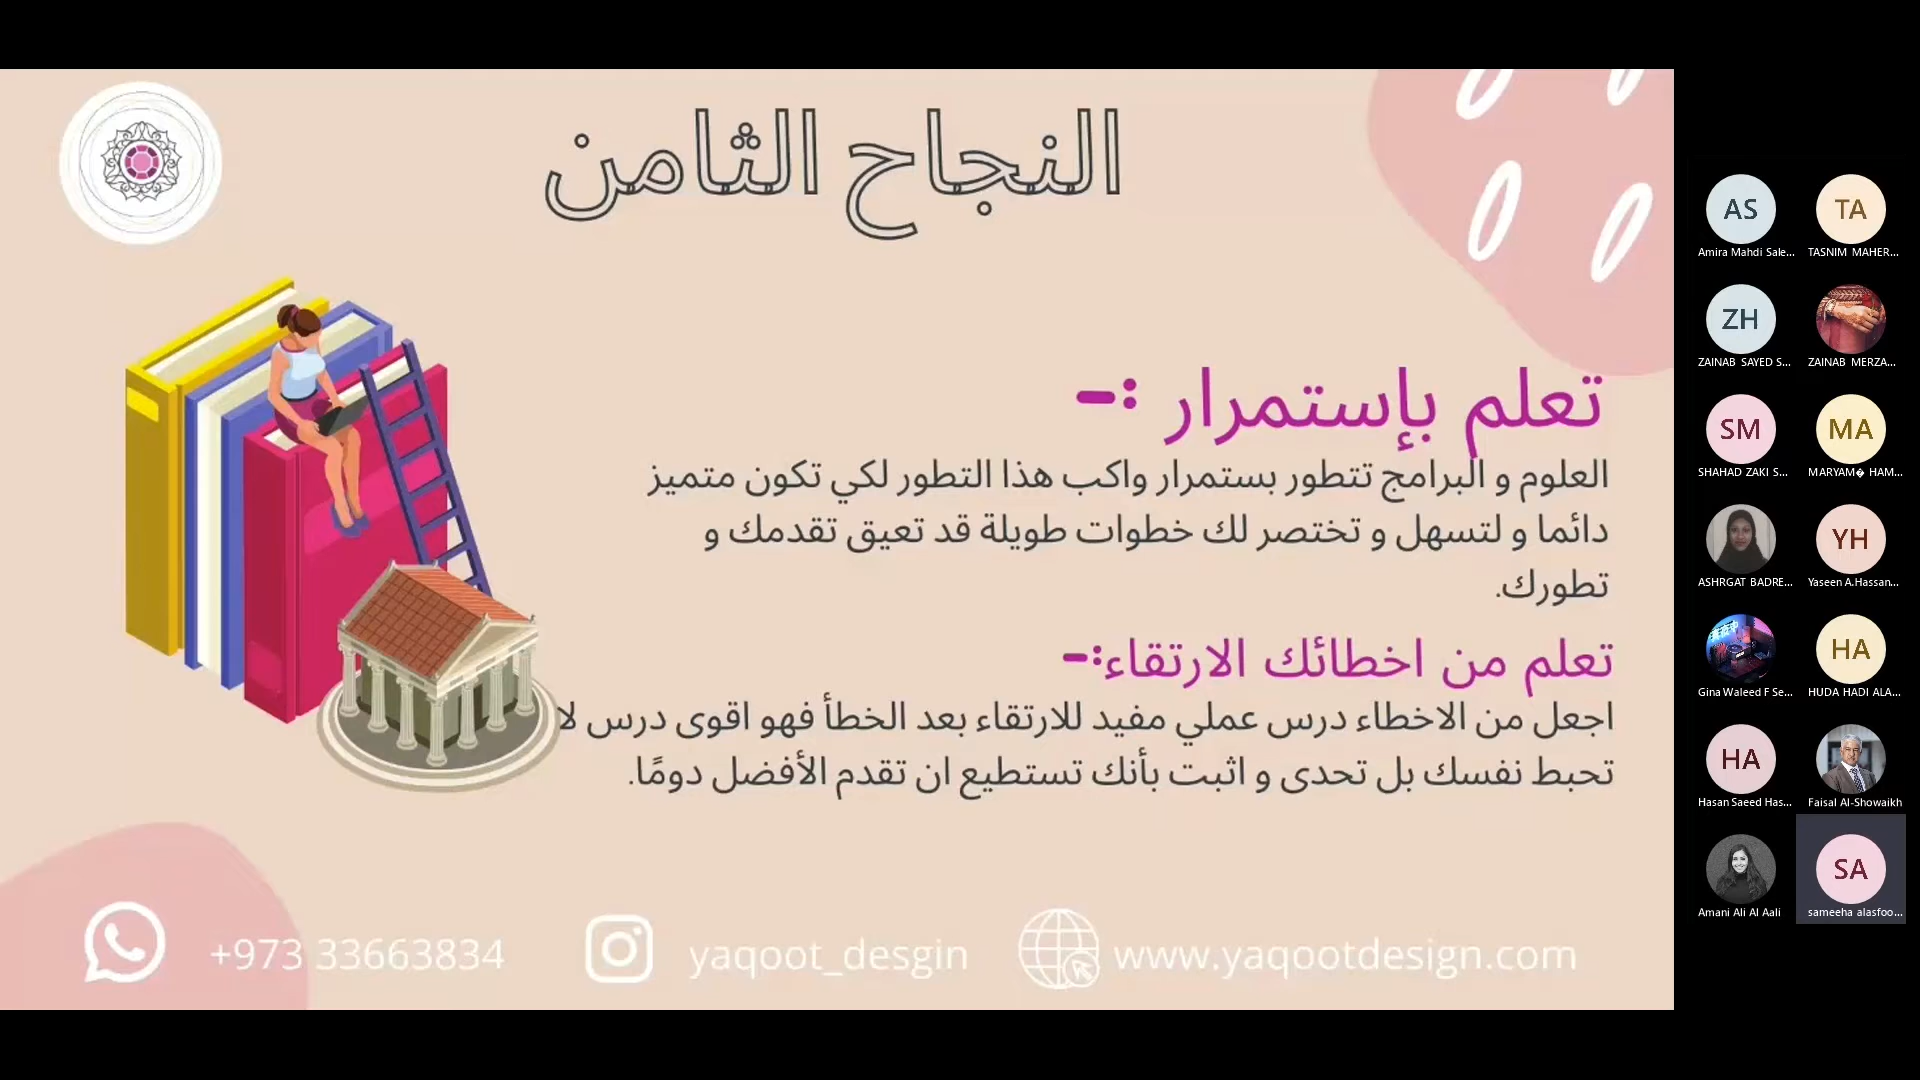 النجاح الثامن
تعلم بإستمرار :-
العلوم و البرامج تتطور بستمرار واكب هذا التطور لكي تكون متميز
دائما و لتسهل و تختصر لك خطوات طويلة قد تعيق تقدمك و
تطورك.
تعلم من اخطائك الارتقاء:-
اجعل من الاخطاء درس عملي مفيد للارتقاء بعد الخطأ فهو اقوى درس لا
تحبط نفسك بل تحدى و اثبت بأنك تستطيع ان تقدم الأفضل دومًا.
+973 33663834
yaqoot_desgin
www.yaqootdesign.com
AS
TA
Amira Mahdi Sale...
TASNIM MAHER...
ZH
ZAINAB SAYED S...
ZAINAB MERZA...
SM
MA
SHAHAD ZAKI S...
MARYAM� HAM...
YH
ASHRGAT BADRE...
Yaseen A.Hassan...
HA
Gina Waleed F Se...
HUDA HADI ALA...
HA
Hasan Saeed Has...
Faisal Al-Showaikh
SA
Amani Ali Al Aali
sameeha alasfoo...